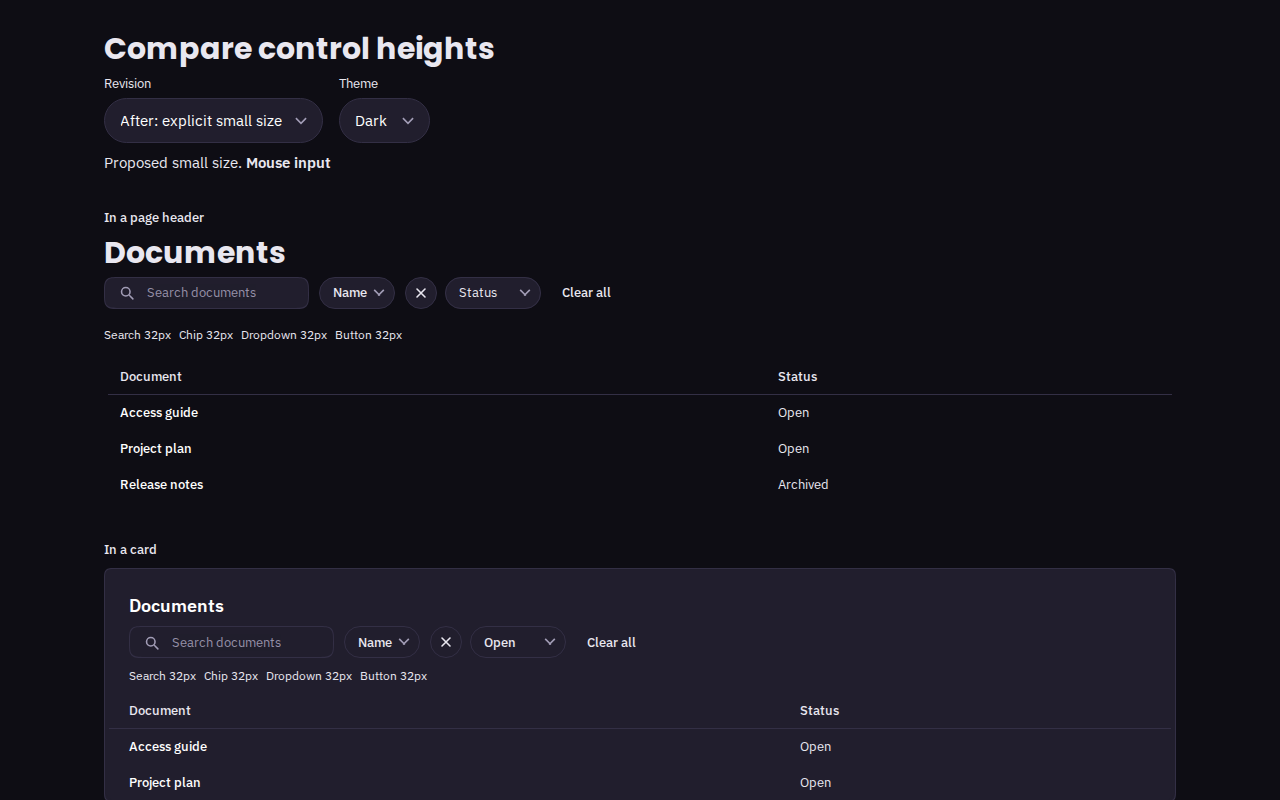 Compare control heights
Revision Theme
After: explicit small size Dark
Proposed small size. Mouse input
In a page header
Documents
Search documents Name Status Clear all
Search 32px Chip 32px Dropdown 32px Button 32px
Document Status
Access guide Open
Project plan Open
Release notes Archived
In a card
Documents
Search documents Name Open Clear all
Search 32px Chip 32px Dropdown 32px Button 32px
Document Status
Access guide Open
Project plan Open